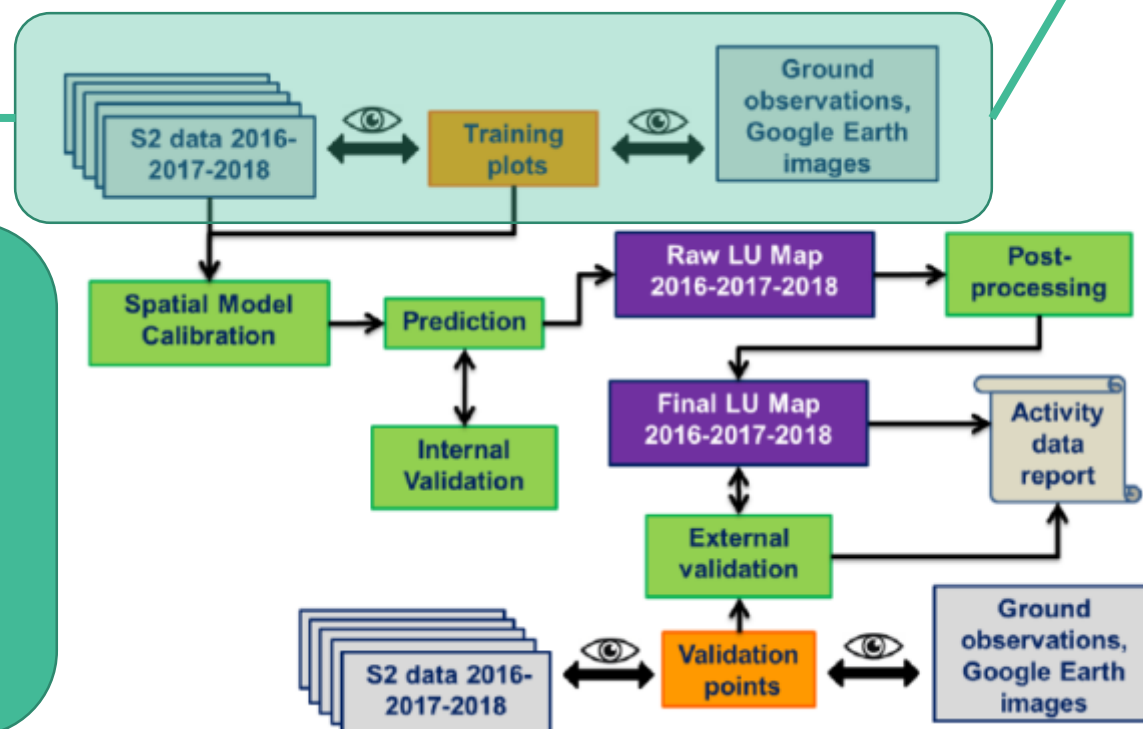 S2 data 2016-
2017-2018
Training
plots
Ground
observations,
Google Earth
images
Spatial Model
Calibration
Prediction
Raw LU Map
2016-2017-2018
Post-
processing
Internal
Validation
Final LU Map
2016-2017-2018
Activity
data
report
External
validation
S2 data 2016-
2017-2018
Validation
points
Ground
observations,
Google Earth
images